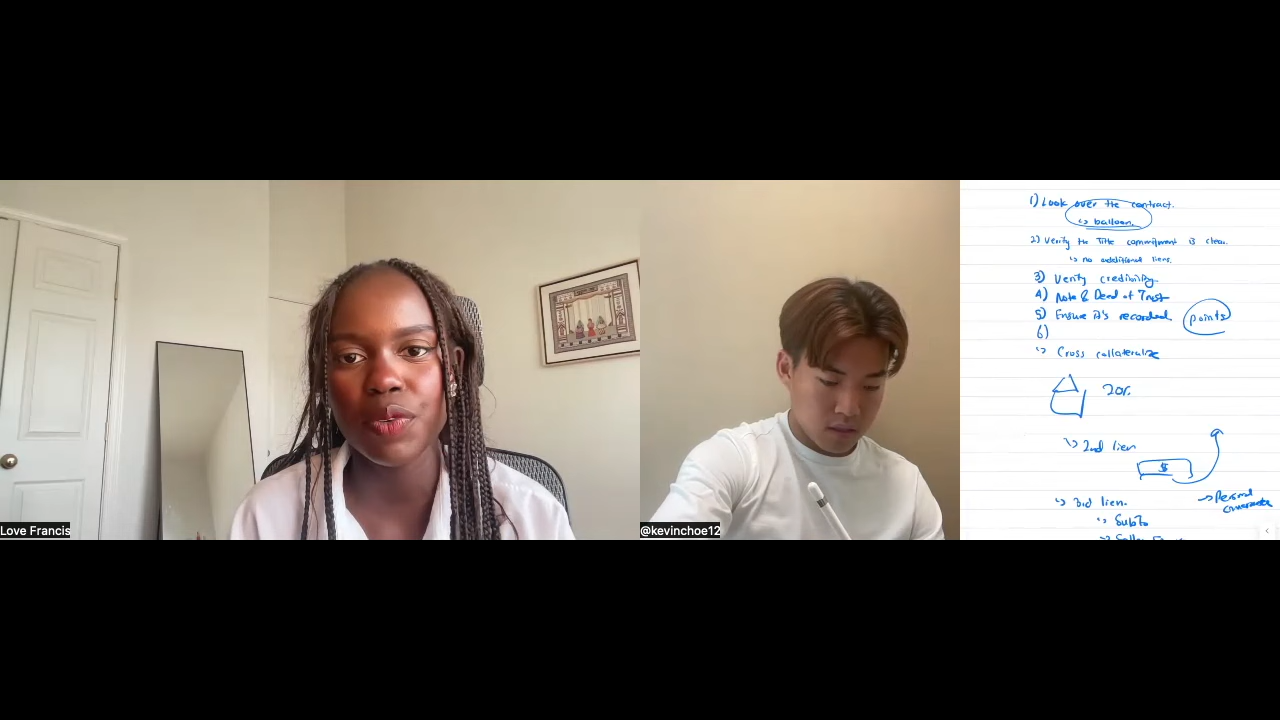 Love Francis
@kevinchoe12
1) Look over the contract.
↳ balloon.
2) Verify the Title commitment is clear.
↳ no additional liens.
3) Verify credibility.
4) Note & Deed of Trust
5) Ensure it's recorded
points
6)
↳ Cross collateralize
20%
↳ 2nd lien
$
↳ 3rd lien.
→ Personal
↳ SubTo